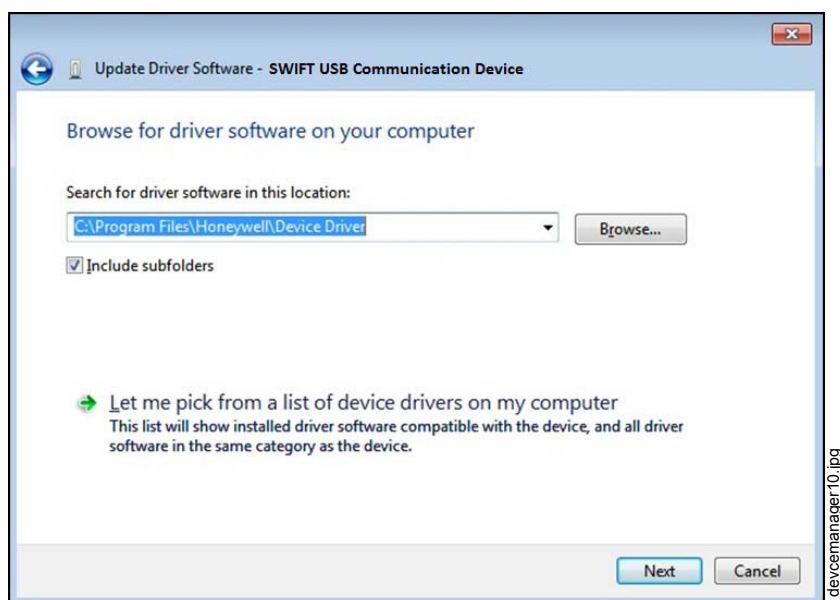 Update Driver Software - SWIFT USB Communication Device
Browse for driver software on your computer
Search for driver software in this location:
C:\Program Files\Honeywell\Device Driver
Browse...
Include subfolders
Let me pick from a list of device drivers on my computer
This list will show installed driver software compatible with the device, and all driver
software in the same category as the device.
Next
Cancel
devcemanager10.jpg